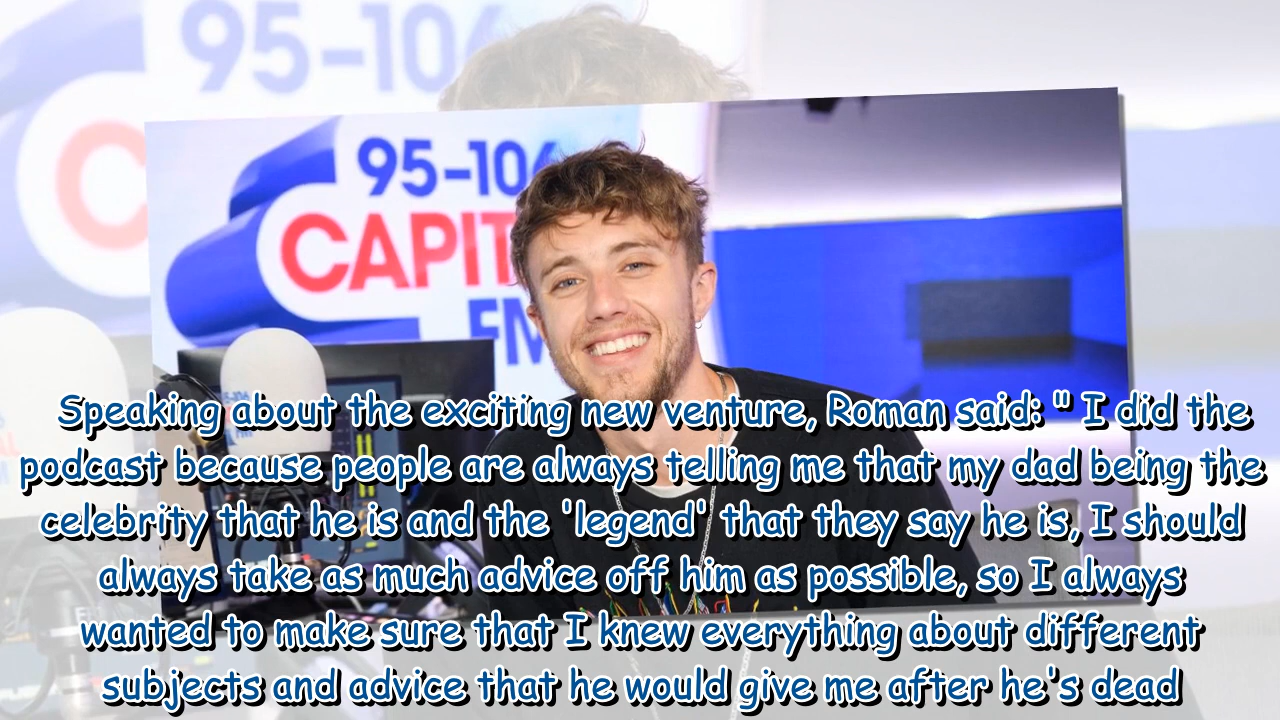 95-106
95-106
CAPIT
FM
Speaking about the exciting new venture, Roman said: " I did the
podcast because people are always telling me that my dad being the
celebrity that he is and the 'legend' that they say he is, I should
always take as much advice off him as possible, so I always
wanted to make sure that I knew everything about different
subjects and advice that he would give me after he's dead